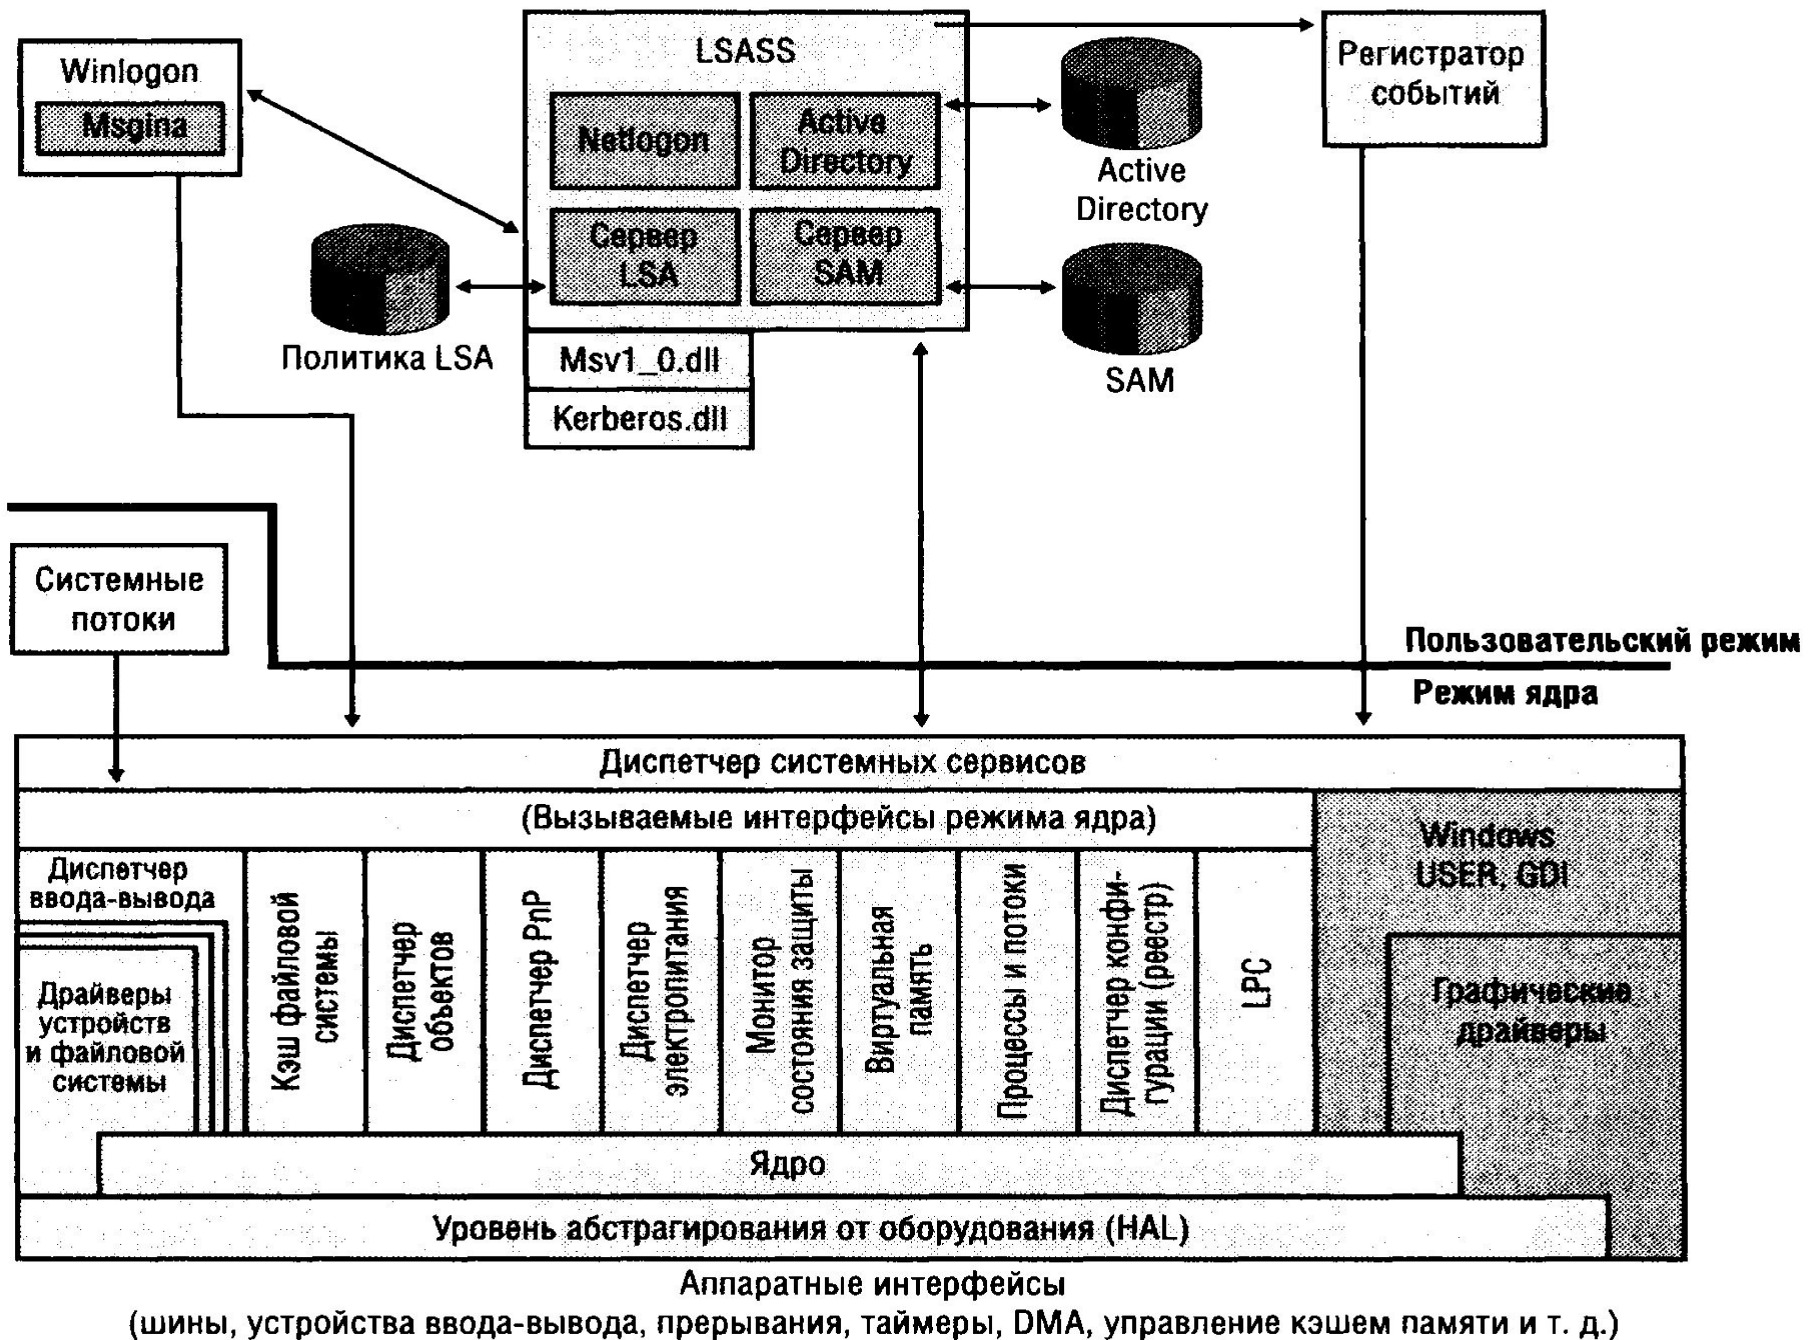 Winlogon
Msgina
LSASS
Netlogon
Active
Directory
Сервер
LSA
Сервер
SAM
Msv1_0.dll
Kerberos.dll
Политика LSA
Active
Directory
SAM
Регистратор
событий
Системные
потоки
Пользовательский режим
Режим ядра
Диспетчер системных сервисов
(Вызываемые интерфейсы режима ядра)
Диспетчер
ввода-вывода
Драйверы
устройств
и файловой
системы
Кэш файловой
системы
Диспетчер
объектов
Диспетчер PnP
Диспетчер
электропитания
Монитор
состояния защиты
Виртуальная
память
Процессы и потоки
Диспетчер конфи-
гурации (реестр)
LPC
Windows
USER, GDI
Графические
драйверы
Ядро
Уровень абстрагирования от оборудования (HAL)
Аппаратные интерфейсы
(шины, устройства ввода-вывода, прерывания, таймеры, DMA, управление кэшем памяти и т. д.)